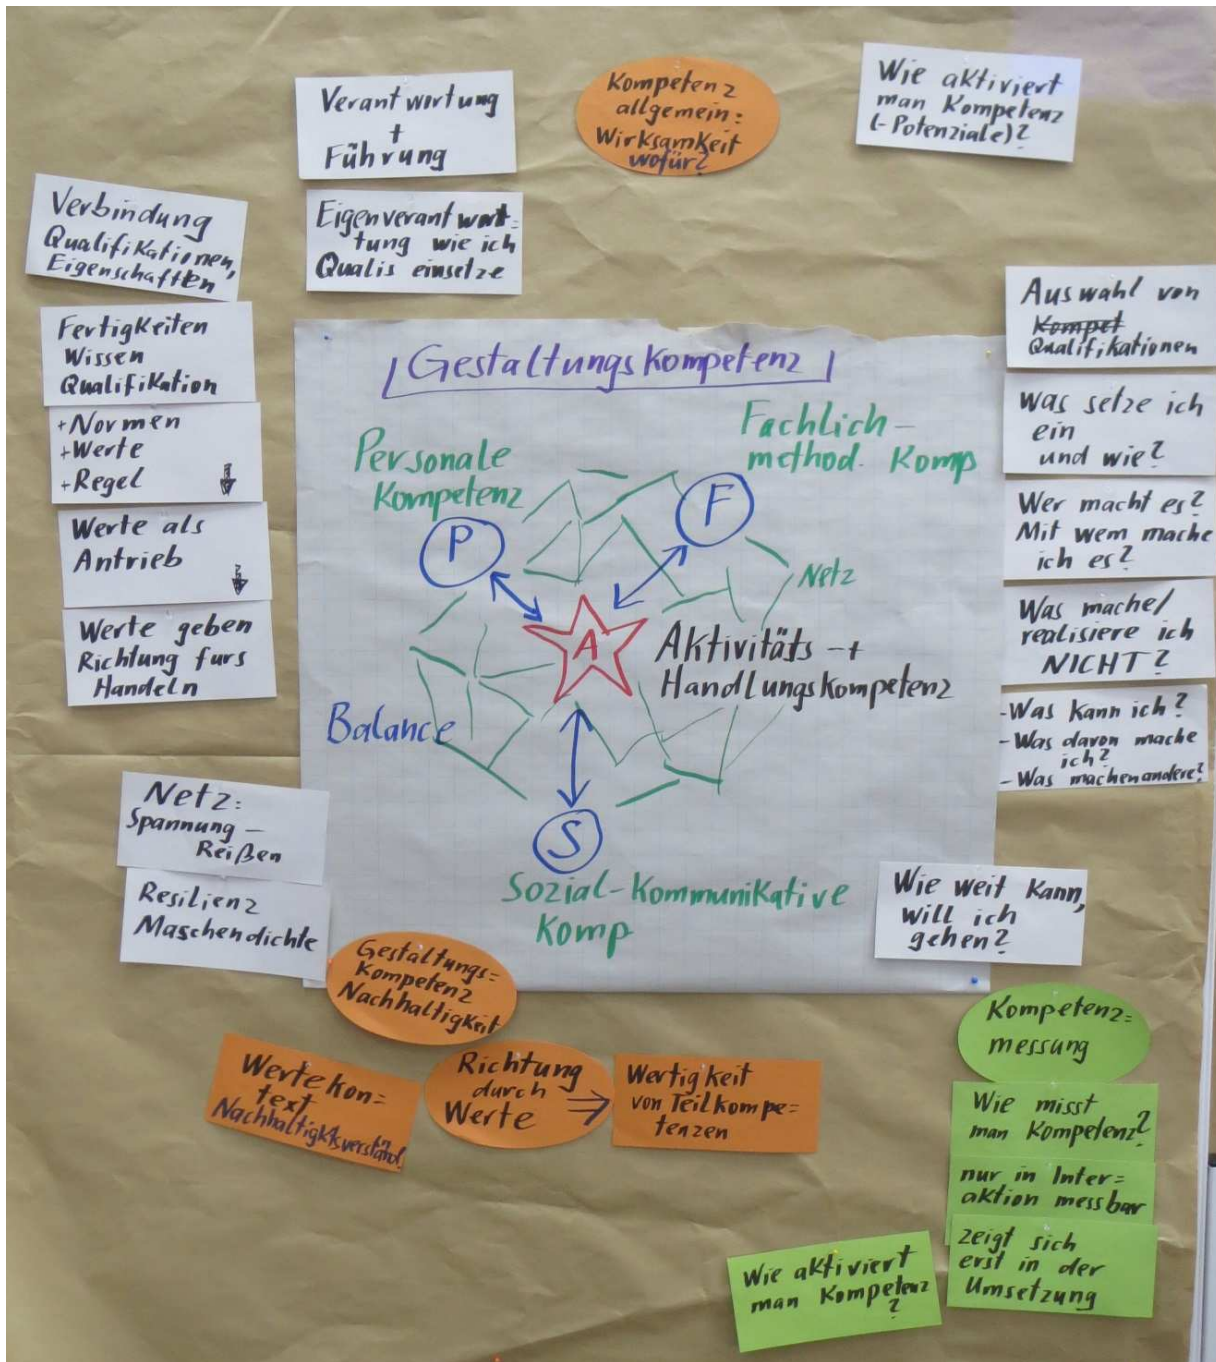 Verantwortung
+
Führung
Kompetenz
allgemein:
Wirksamkeit
wofür?
Wie aktiviert
man Kompetenz
(-Potenziale)?
Verbindung
Qualifikationen,
Eigenschaften
Eigenverantwort=
tung wie ich
Qualis einsetze
Fertigkeiten
Wissen
Qualifikation
+Normen
+Werte
+Regel
Werte als
Antrieb
Werte geben
Richtung furs
Handeln
Gestaltungskompetenz
Personale
Kompetenz
Fachlich-
method. Komp
P
F
Netz
A
Aktivitäts-+
Handlungskompetenz
Balance
S
Sozial-Kommunikative
Komp
Auswahl von
Kompet
Qualifikationen
Was setze ich
ein
und wie?
Wer macht es?
Mit wem mache
ich es?
Was mache/
realisiere ich
NICHT?
-Was kann ich?
-Was davon mache
ich?
-Was machen andere?
Netz:
Spannung-
Reißen
Resilienz
Maschendichte
Wie weit kann,
will ich
gehen?
Gestaltungs=
Kompetenz
Nachhaltigkeit
Wertekon=
text
Richtung
durch
Werte
⇒
Wertigkeit
von Teilkompe=
tenzen
Kompetenz=
messung
Wie misst
man Kompetenz?
nur in Inter=
aktion messbar
zeigt sich
erst in der
Umsetzung
Wie aktiviert
man Kompetenz
?